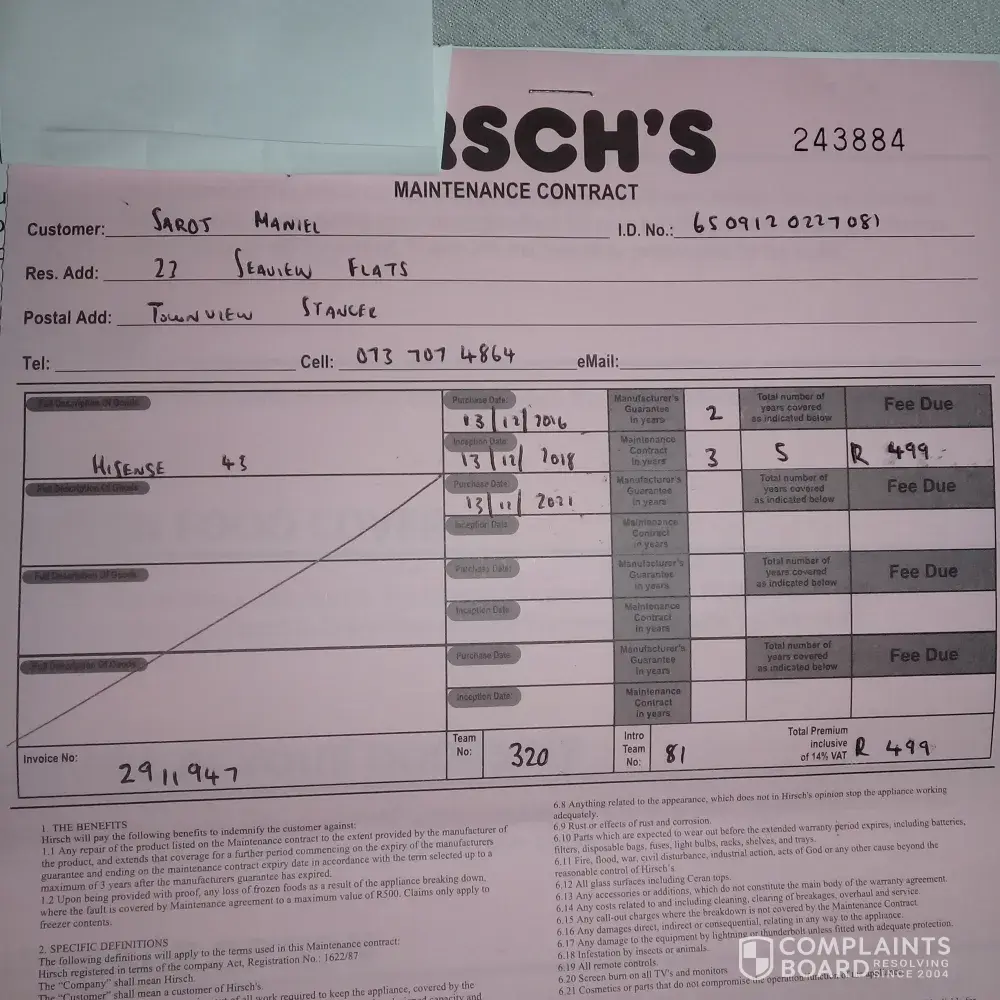 RSCH'S
243884
MAINTENANCE CONTRACT
Customer: SAROJ MANIEL I.D. No.: 6509120227081
Res. Add: 23 SEAVIEW FLATS
Postal Add: TOWNVIEW STANGER
Tel: Cell: 073 707 4864 eMail:
Full Description Of Goods Purchase Date: 13/12/2016 Manufacturer's Guarantee in years 2 Total number of years covered as indicated below Fee Due
HISENSE 43 Inception Date: 13/12/2018 Maintenance Contract in years 3 5 R 499
Full Description Of Goods Purchase Date: 13/12/2021 Manufacturer's Guarantee in years Total number of years covered as indicated below Fee Due
Inception Date: Maintenance Contract in years
Full Description Of Goods Purchase Date: Manufacturer's Guarantee in years Total number of years covered as indicated below Fee Due
Inception Date: Maintenance Contract in years
Full Description Of Goods Purchase Date: Manufacturer's Guarantee in years Total number of years covered as indicated below Fee Due
Inception Date: Maintenance Contract in years
Invoice No: 2911947 Team No: 320 Intro Team No: 81 Total Premium inclusive of 14% VAT R 499
1. THE BENEFITS
Hirsch will pay the following benefits to indemnify the customer against:
1.1 Any repair of the product listed on the Maintenance contract to the extent provided by the manufacturer of
the product, and extends that coverage for a further period commencing on the expiry of the manufacturers
guarantee and ending on the maintenance contract expiry date in accordance with the term selected up to a
maximum of 3 years after the manufacturers guarantee has expired.
1.2 Upon being provided with proof, any loss of frozen foods as a result of the appliance breaking down,
where the fault is covered by Maintenance agreement to a maximum value of R500. Claims only apply to
freezer contents.
2. SPECIFIC DEFINITIONS
The following definitions will apply to the terms used in this Maintenance contract:
Hirsch registered in terms of the company Act, Registration No.: 1622/87
The "Company" shall mean Hirsch.
The "Customer" shall mean a customer of Hirsch's.
all work required to keep the appliance, covered by the
capacity and
6.8 Anything related to the appearance, which does not in Hirsch's opinion stop the appliance working
adequately.
6.9 Rust or effects of rust and corrosion.
6.10 Parts which are expected to wear out before the extended warranty period expires, including batteries,
filters, disposable bags, fuses, light bulbs, racks, shelves, and trays.
6.11 Fire, flood, war, civil disturbance, industrial action, acts of God or any other cause beyond the
reasonable control of Hirsch's
6.12 All glass surfaces including Ceran tops.
6.13 Any accessories or additions, which do not constitute the main body of the warranty agreement.
6.14 Any costs related to and including cleaning, clearing of breakages, overhaul and service.
6.15 Any call-out charges where the breakdown is not covered by the Maintenance Contract
6.16 Any damages direct, indirect or consequential, relating in any way to the appliance.
6.17 Any damage to the equipment by lightning or thunderbolt unless fitted with adequate protection.
6.18 Infestation by insects or animals.
6.19 All remote controls.
6.20 Screen burn on all TV's and monitors
6.21 Cosmetics or parts that do not compromise the operation
COMPLAINTS
BOARD RESOLVING SINCE 2004